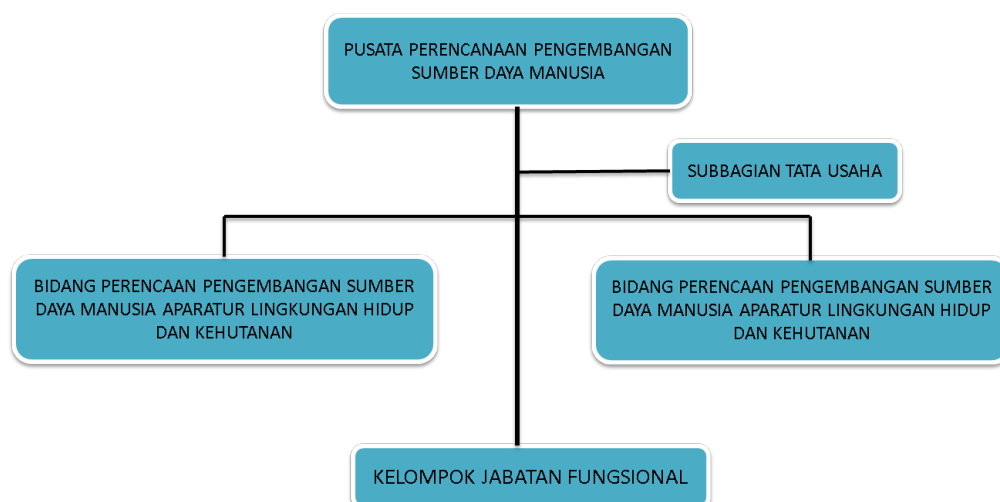 PUSATA PERENCANAAN PENGEMBANGAN
SUMBER DAYA MANUSIA
SUBBAGIAN TATA USAHA
BIDANG PERENCAAN PENGEMBANGAN SUMBER
DAYA MANUSIA APARATUR LINGKUNGAN HIDUP
DAN KEHUTANAN
BIDANG PERENCAAN PENGEMBANGAN SUMBER
DAYA MANUSIA APARATUR LINGKUNGAN HIDUP
DAN KEHUTANAN
KELOMPOK JABATAN FUNGSIONAL